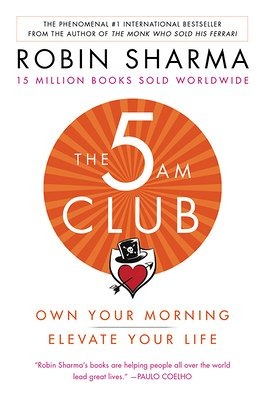 THE PHENOMENAL #1 INTERNATIONAL BESTSELLER
FROM THE AUTHOR OF THE MONK WHO SOLD HIS FERRARI
ROBIN SHARMA
15 MILLION BOOKS SOLD WORLDWIDE
THE 5 AM
CLUB
OWN YOUR MORNING
ELEVATE YOUR LIFE
“Robin Sharma’s books are helping people all over the world
lead great lives.” —PAULO COELHO